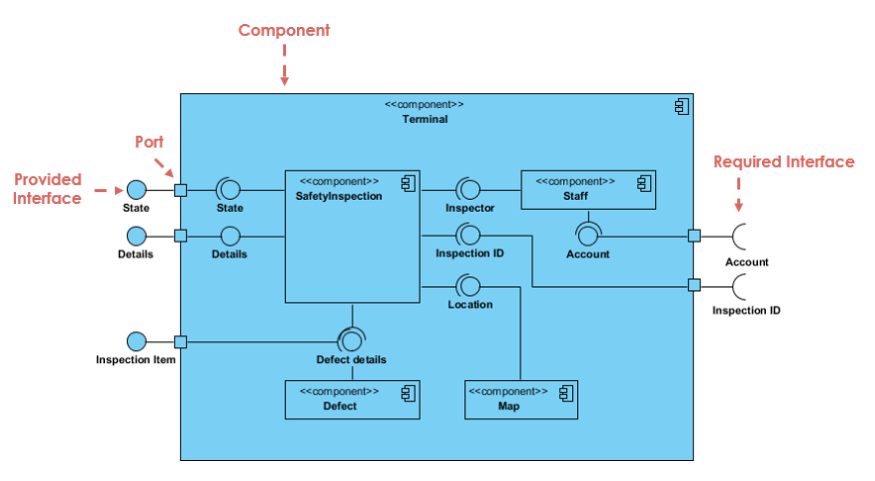 Component
<<component>>
Terminal
Port
Provided
Interface
Required Interface
State
State
<<component>>
SafetyInspection
Inspector
<<component>>
Staff
Details
Details
Inspection ID
Account
Account
Location
Inspection ID
Inspection Item
Defect details
<<component>>
Defect
<<component>>
Map